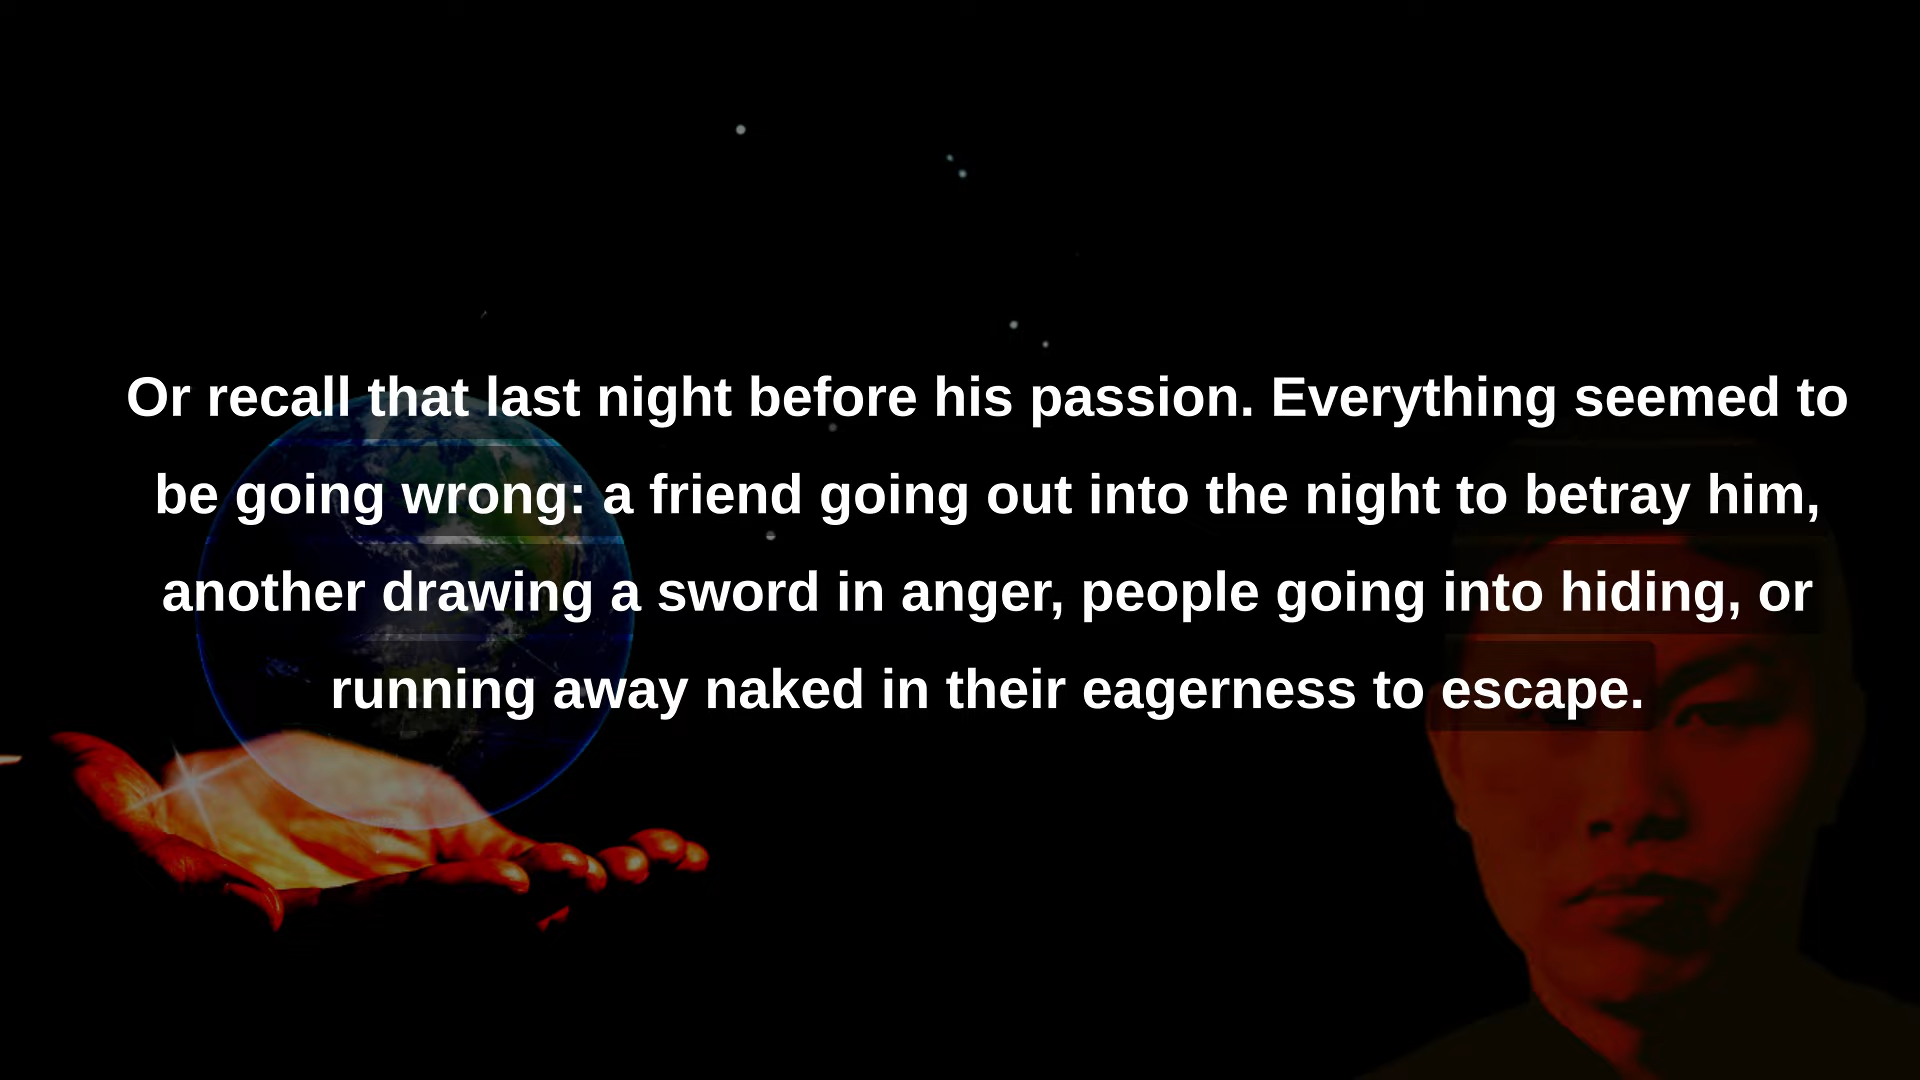 Or recall that last night before his passion. Everything seemed to
be going wrong: a friend going out into the night to betray him,
another drawing a sword in anger, people going into hiding, or
running away naked in their eagerness to escape.